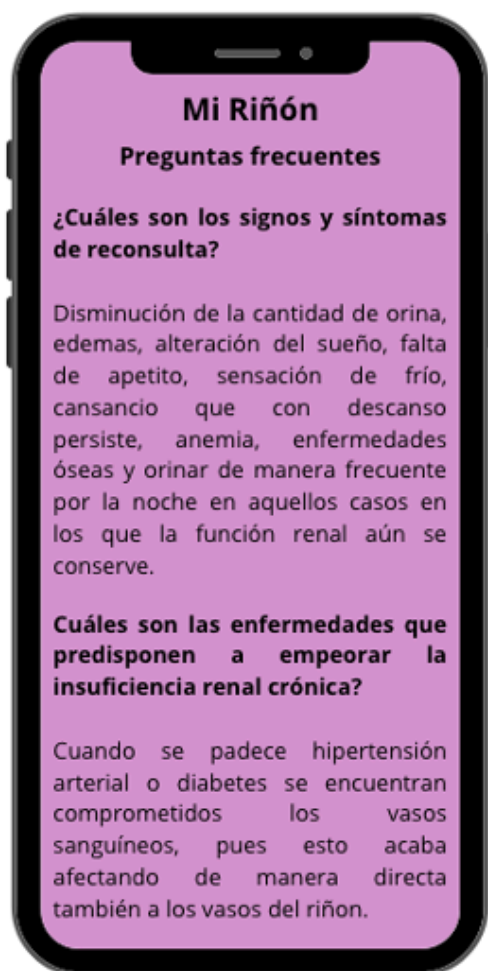 Mi Riñón
Preguntas frecuentes
¿Cuáles son los signos y síntomas
de reconsulta?
Disminución de la cantidad de orina,
edemas, alteración del sueño, falta
de apetito, sensación de frío,
cansancio que con descanso
persiste, anemia, enfermedades
óseas y orinar de manera frecuente
por la noche en aquellos casos en
los que la función renal aún se
conserve.
Cuáles son las enfermedades que
predisponen a empeorar la
insuficiencia renal crónica?
Cuando se padece hipertensión
arterial o diabetes se encuentran
comprometidos los vasos
sanguíneos, pues esto acaba
afectando de manera directa
también a los vasos del riñon.